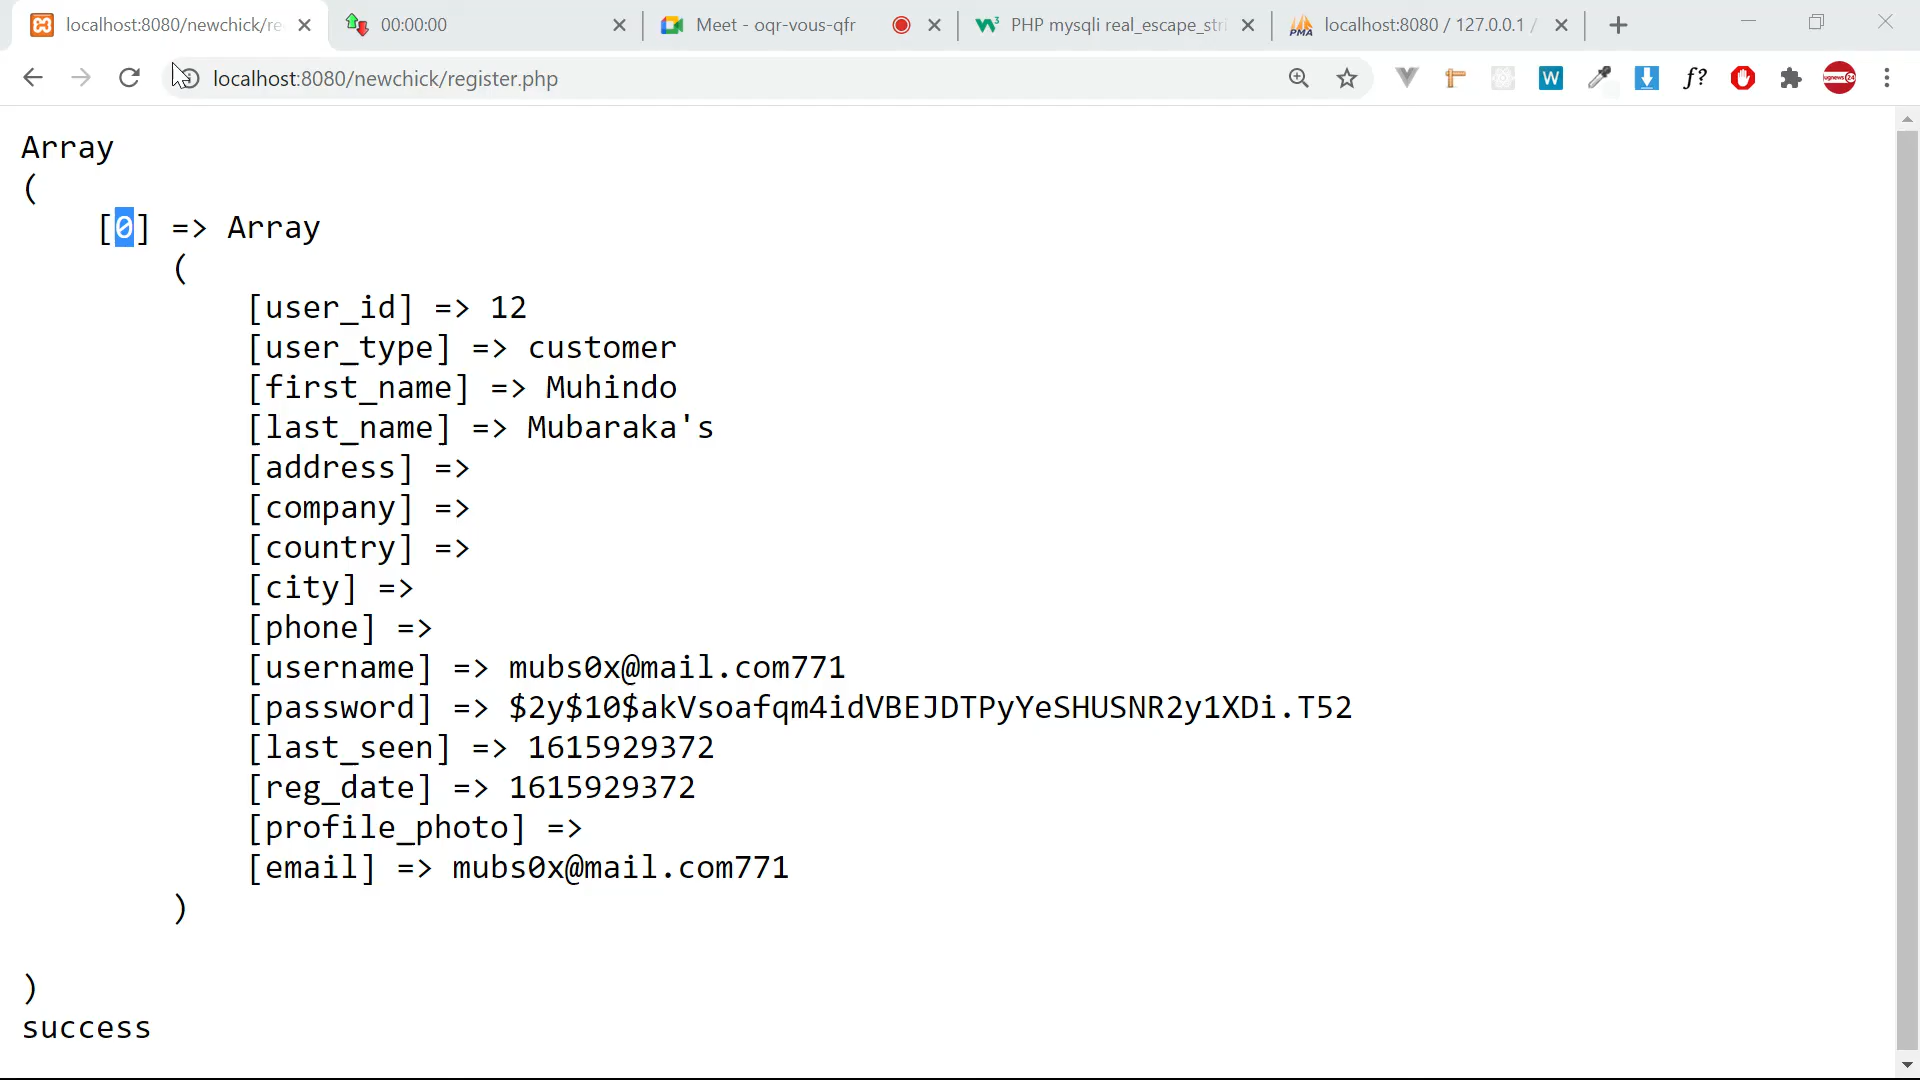 localhost:8080/newchick/re
00:00:00
Meet - oqr-vous-qfr
PHP mysqli real_escape_stri
localhost:8080 / 127.0.0.1 /
localhost:8080/newchick/register.php
Array
(
[0] => Array
(
[user_id] => 12
[user_type] => customer
[first_name] => Muhindo
[last_name] => Mubaraka's
[address] =>
[company] =>
[country] =>
[city] =>
[phone] =>
[username] => mubs0x@mail.com771
[password] => $2y$10$akVsoafqm4idVBEJDTPyYeSHUSNR2y1XDi.T52
[last_seen] => 1615929372
[reg_date] => 1615929372
[profile_photo] =>
[email] => mubs0x@mail.com771
)
)
success